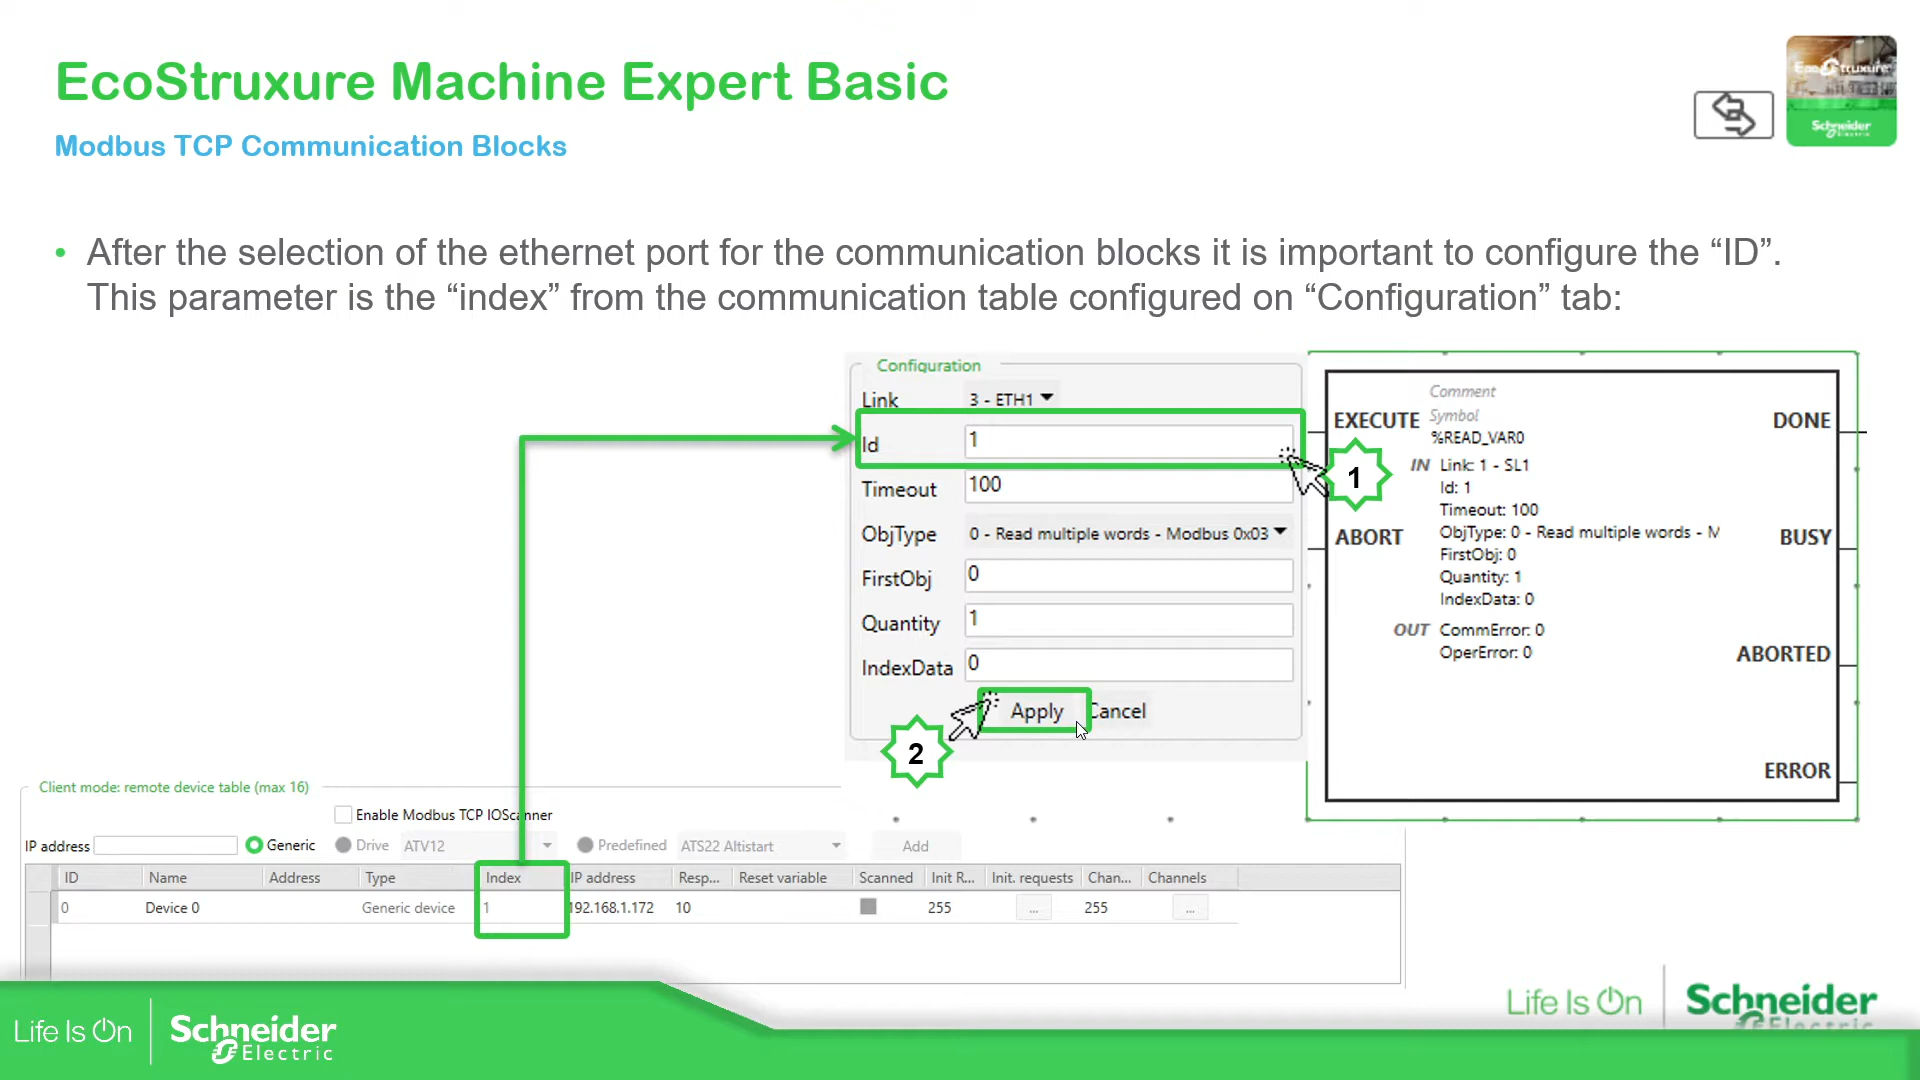 EcoStruxure Machine Expert Basic
Modbus TCP Communication Blocks
EcoStruxure
Schneider
Electric
• After the selection of the ethernet port for the communication blocks it is important to configure the “ID”.
This parameter is the “index” from the communication table configured on “Configuration” tab:
Configuration
Link 3 - ETH1
Id 1
Timeout 100
ObjType 0 - Read multiple words - Modbus 0x03
FirstObj 0
Quantity 1
IndexData 0
Apply Cancel
1
2
Comment
EXECUTE Symbol DONE
%READ_VAR0
IN Link: 1 - SL1
Id: 1
Timeout: 100
ABORT ObjType: 0 - Read multiple words - M BUSY
FirstObj: 0
Quantity: 1
IndexData: 0
OUT CommError: 0
OperError: 0 ABORTED
ERROR
Client mode: remote device table (max 16)
Enable Modbus TCP IOScanner
IP address Generic Drive ATV12 Predefined ATS22 Altistart Add
ID Name Address Type Index IP address Resp... Reset variable Scanned Init R... Init. requests Chan... Channels
0 Device 0 Generic device 1 192.168.1.172 10 255 ... 255 ...
Life Is On Schneider Electric
Life Is On Schneider Electric